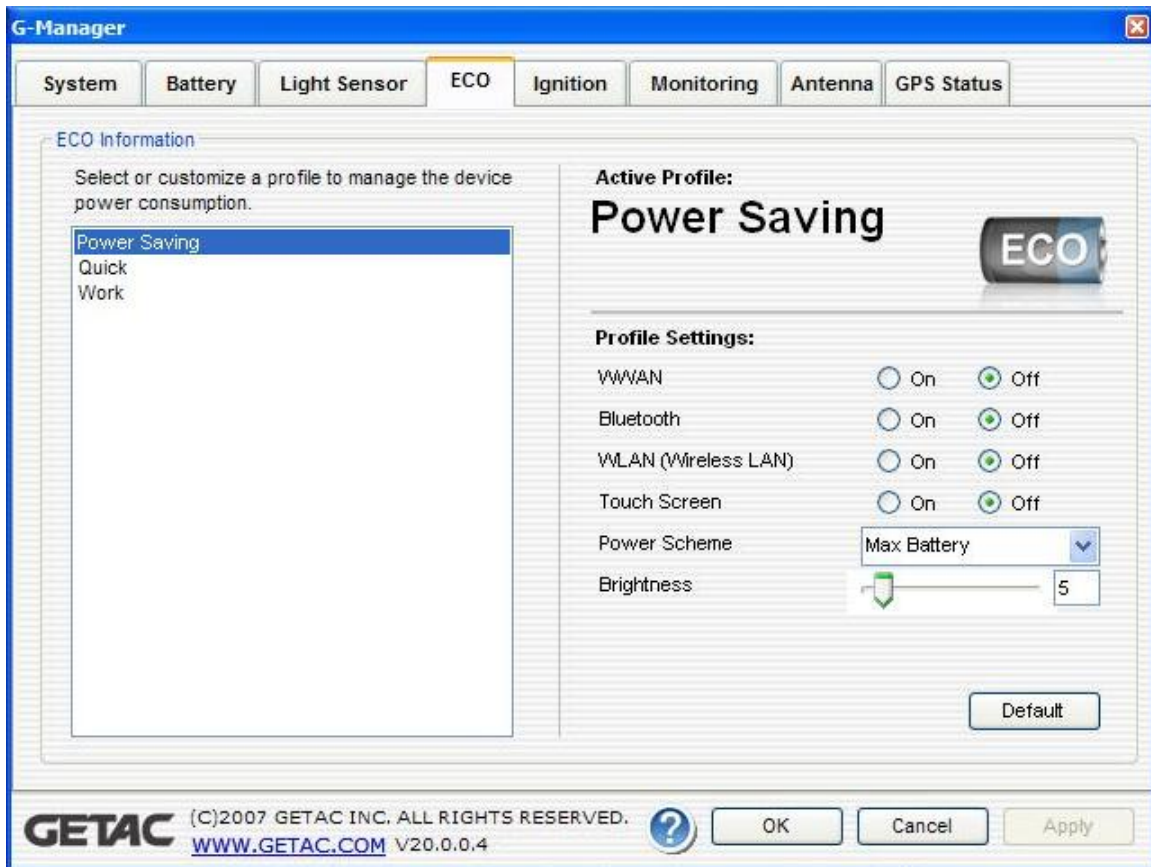 G-Manager
System Battery Light Sensor ECO Ignition Monitoring Antenna GPS Status
ECO Information
Select or customize a profile to manage the device
power consumption.
Power Saving
Quick
Work
Active Profile:
Power Saving
ECO
Profile Settings:
WWAN On Off
Bluetooth On Off
WLAN (Wireless LAN) On Off
Touch Screen On Off
Power Scheme Max Battery
Brightness 5
Default
GETAC (C)2007 GETAC INC. ALL RIGHTS RESERVED.
WWW.GETAC.COM V20.0.0.4
? OK Cancel Apply